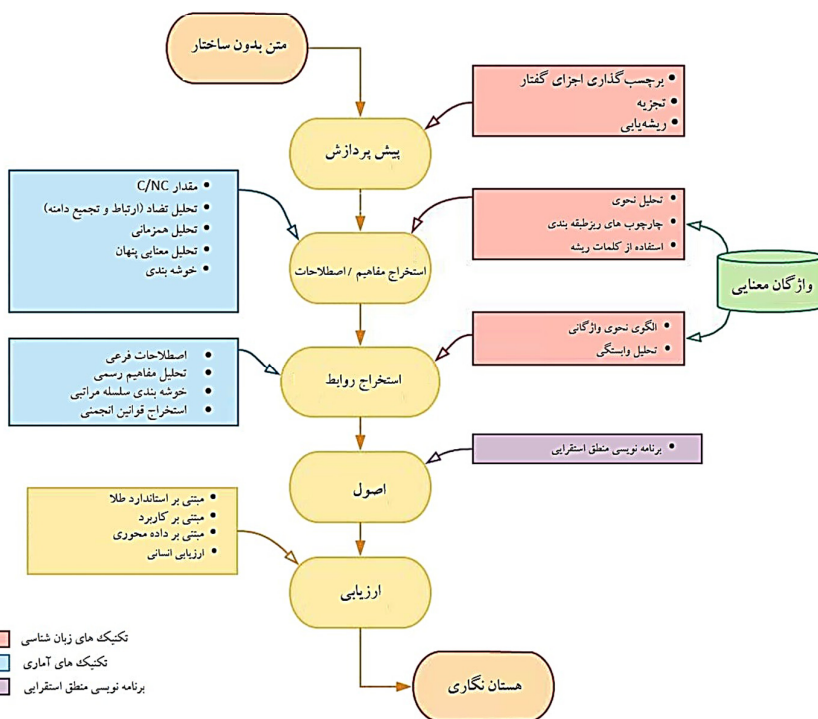 متن بدون ساختار
برچسب‌گذاری اجزای گفتار
تجزیه
ریشه‌یابی
پیش پردازش
مقدار C/NC
تحلیل تضاد (ارتباط و تجمیع دامنه)
تحلیل همزمانی
تحلیل معنایی پنهان
خوشه بندی
تحلیل نحوی
چارچوب های ریزطبقه بندی
استفاده از کلمات ریشه
استخراج مفاهیم / اصطلاحات
واژگان معنایی
الگوی نحوی واژگانی
تحلیل وابستگی
اصطلاحات فرعی
تحلیل مفاهیم رسمی
خوشه بندی سلسله مراتبی
استخراج قوانین انجمنی
استخراج روابط
برنامه نویسی منطق استقرایی
اصول
مبتنی بر استاندارد طلا
مبتنی بر کاربرد
مبتنی بر داده محوری
ارزیابی انسانی
ارزیابی
تکنیک های زبان شناسی
تکنیک های آماری
برنامه نویسی منطق استقرایی
هستان نگاری